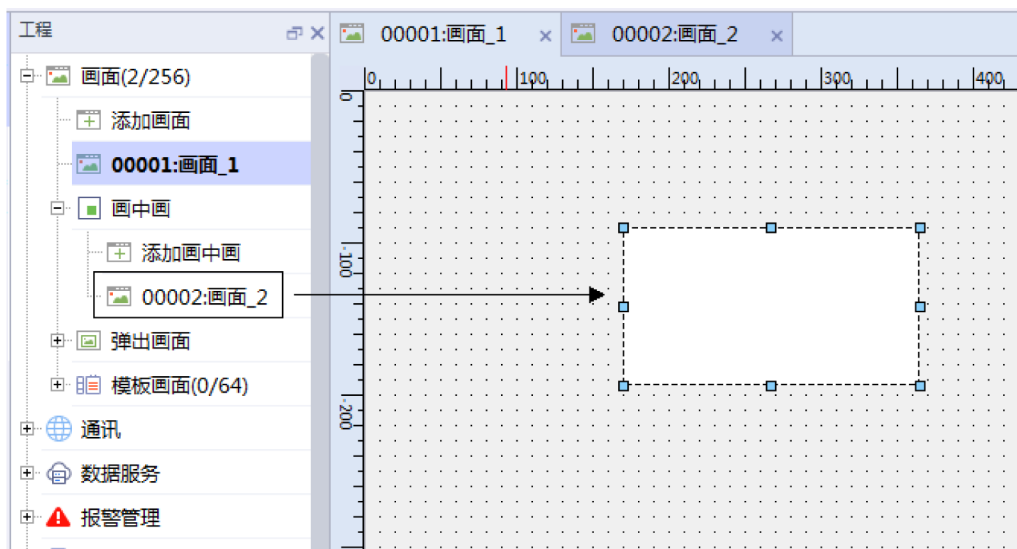 工程
00001:画面_1
00002:画面_2
画面(2/256)
添加画面
00001:画面_1
画中画
添加画中画
00002:画面_2
弹出画面
模板画面(0/64)
通讯
数据服务
报警管理
0 100 200 300 400
0
100
200